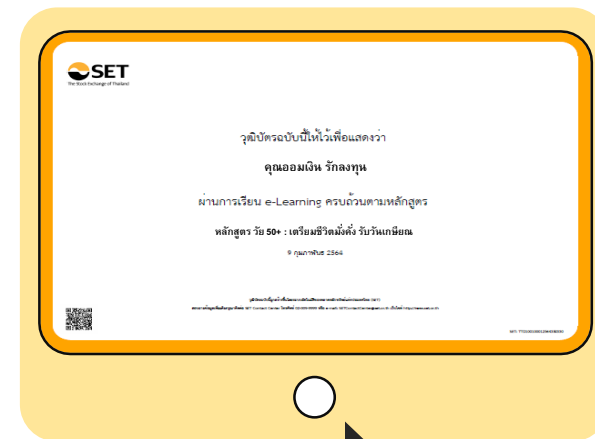 SET
The Stock Exchange of Thailand
วุฒิบัตรฉบับนี้ให้ไว้เพื่อแสดงว่า
คุณออมเงิน รักลงทุน
ผ่านการเรียน e-Learning ครบถ้วนตามหลักสูตร
หลักสูตร วัย 50+ : เตรียมชีวิตมั่งคั่ง รับวันเกษียณ
9 กุมภาพันธ 2564